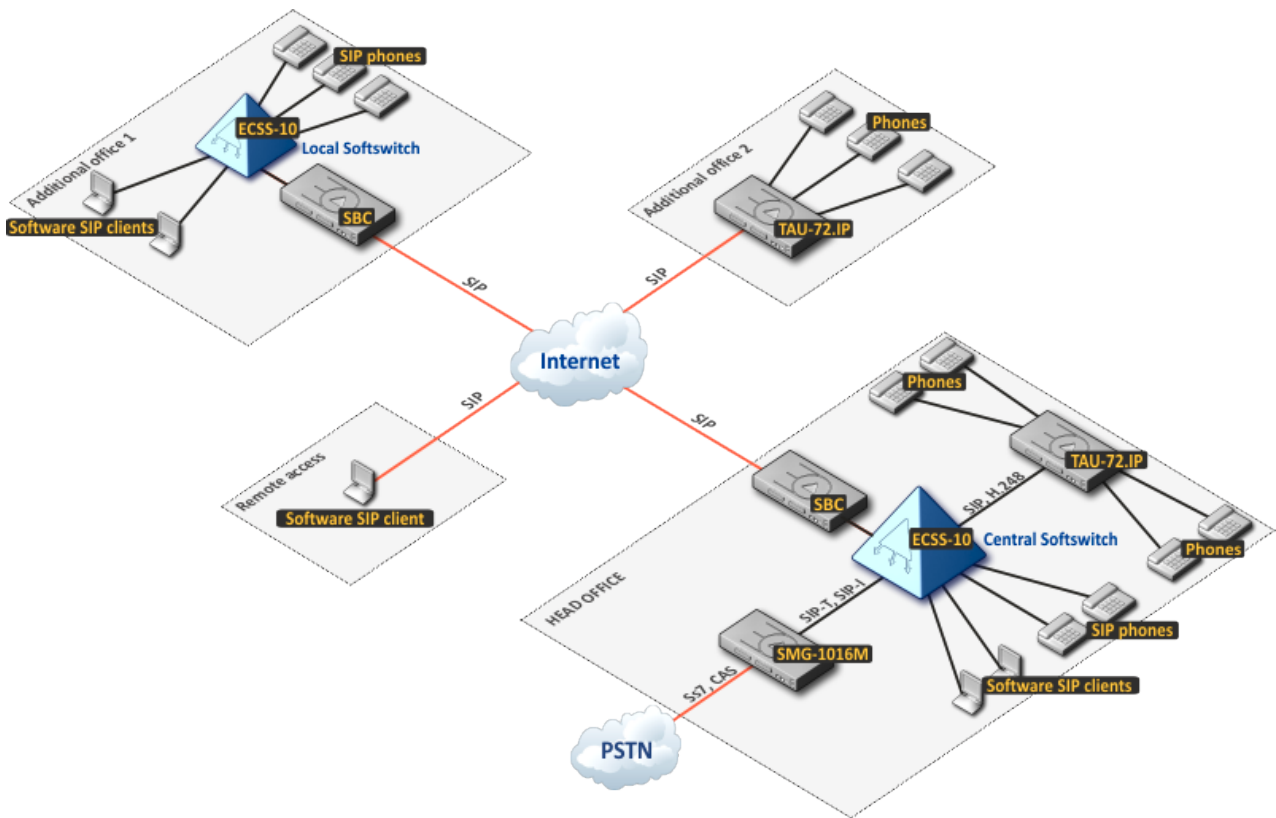 SIP phones
ECSS-10
Local Softswitch
Additional office 1
Software SIP clients
SBC
SIP
Phones
Additional office 2
TAU-72.IP
SIP
Internet
SIP
Remote access
Software SIP client
SIP
Phones
TAU-72.IP
SIP, H.248
SBC
ECSS-10
Central Softswitch
Phones
HEAD OFFICE
SIP-T, SIP-I
SIP phones
SMG-1016M
Software SIP clients
Ss7, CAS
PSTN